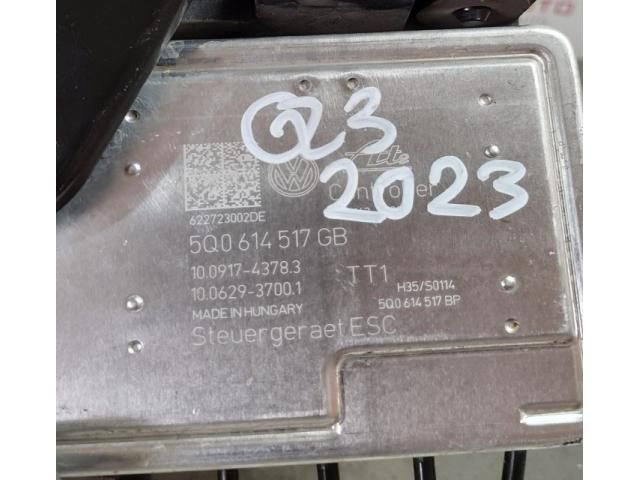 Q3
2023
Ate
622723002DE
5Q0 614 517 GB
10.0917-4378.3
10.0629-3700.1
TT1
H35/S0114
5Q0 614 517 BP
MADE IN HUNGARY
Steuergeraet ESC